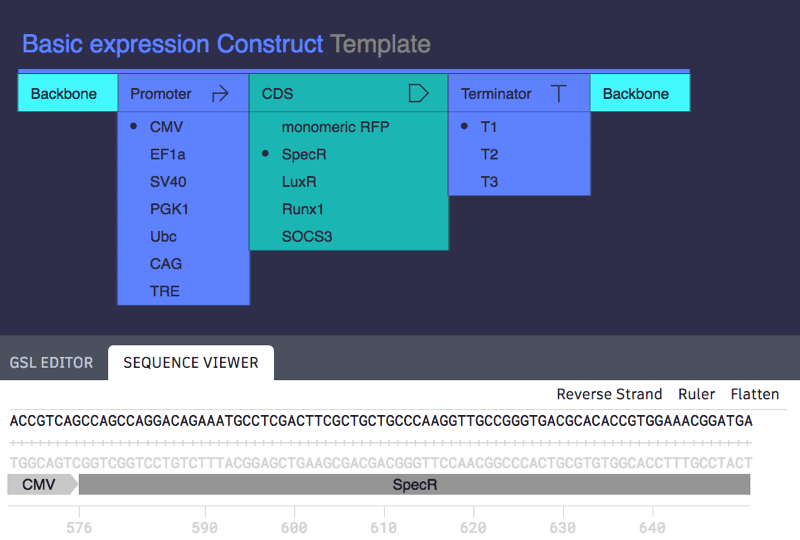 Basic expression Construct Template
Backbone Promoter CDS Terminator Backbone
CMV monomeric RFP T1
EF1a SpecR T2
SV40 LuxR T3
PGK1 Runx1
Ubc SOCS3
CAG
TRE
GSL EDITOR SEQUENCE VIEWER
Reverse Strand Ruler Flatten
ACCGTCAGCCAGCCAGGACAGAAATGCCTCGACTTCGCTGCTGCCCAAGGTTGCCGGGTGACGCACACCGTGGAAACGGATGA
TGGCAGTCGGTCGGTCCTGTCTTTACGGAGCTGAAGCGACGACGGGTTCCAACGGCCCACTGCGTGTGGCACCTTTGCCTACT
CMV SpecR
576 590 600 610 620 630 640